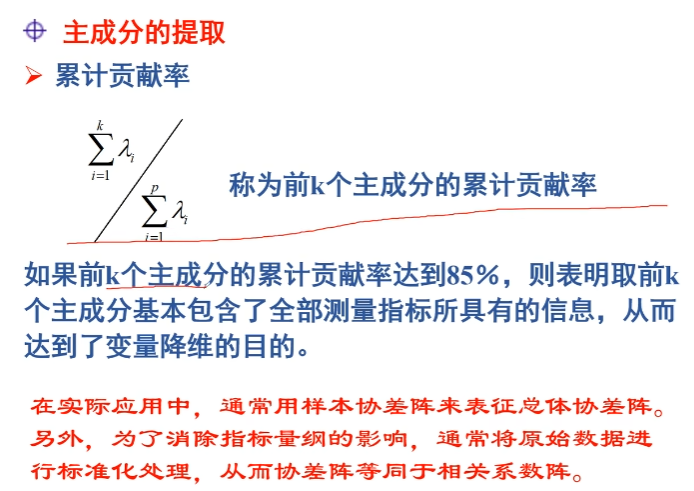 主成分的提取
累计贡献率
k
∑ λi
i=1
p
∑ λi
i=1
称为前k个主成分的累计贡献率
如果前k个主成分的累计贡献率达到85%，则表明取前k
个主成分基本包含了全部测量指标所具有的信息，从而
达到了变量降维的目的。
在实际应用中，通常用样本协差阵来表征总体协差阵。
另外，为了消除指标量纲的影响，通常将原始数据进
行标准化处理，从而协差阵等同于相关系数阵。